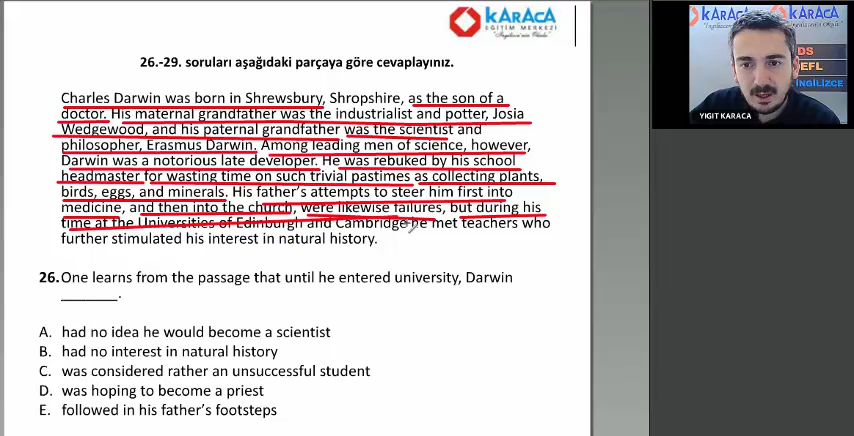 KARACA
EĞİTİM MERKEZİ
"İngilizce'nin Okulu"
26.-29. soruları aşağıdaki parçaya göre cevaplayınız.
Charles Darwin was born in Shrewsbury, Shropshire, as the son of a
doctor. His maternal grandfather was the industrialist and potter, Josia
Wedgewood, and his paternal grandfather was the scientist and
philosopher, Erasmus Darwin. Among leading men of science, however,
Darwin was a notorious late developer. He was rebuked by his school
headmaster for wasting time on such trivial pastimes as collecting plants,
birds, eggs, and minerals. His father's attempts to steer him first into
medicine, and then into the church, were likewise failures, but during his
time at the Universities of Edinburgh and Cambridge he met teachers who
further stimulated his interest in natural history.
26. One learns from the passage that until he entered university, Darwin
_______.
A. had no idea he would become a scientist
B. had no interest in natural history
C. was considered rather an unsuccessful student
D. was hoping to become a priest
E. followed in his father's footsteps
KARACA
KARACA
DS
EFL
İNGİLİZCE
YIGIT KARACA